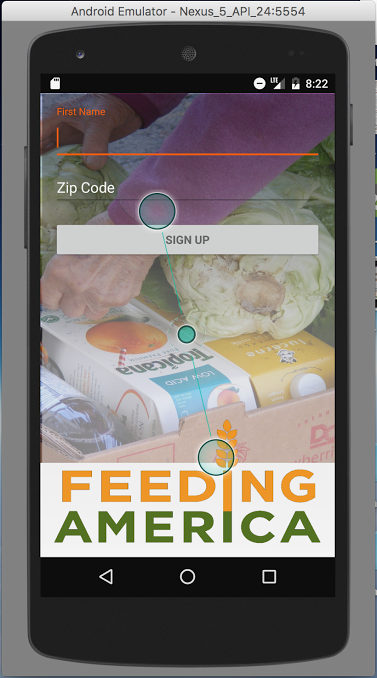 Android Emulator - Nexus_5_API_24:5554
LTE 8:22
First Name
Zip Code
SIGN UP
Tropicana
LOW ACID
FEEDING
AMERICA